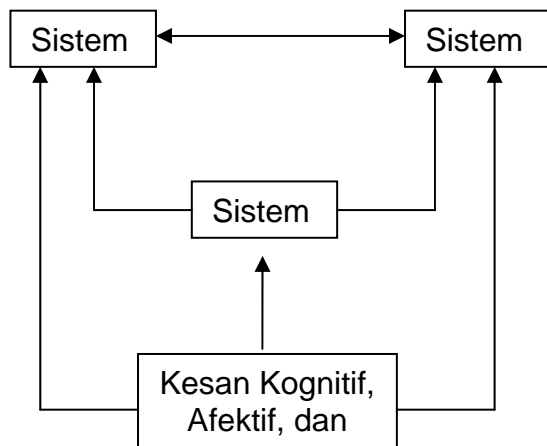 Sistem
Sistem
Sistem
Kesan Kognitif,
Afektif, dan